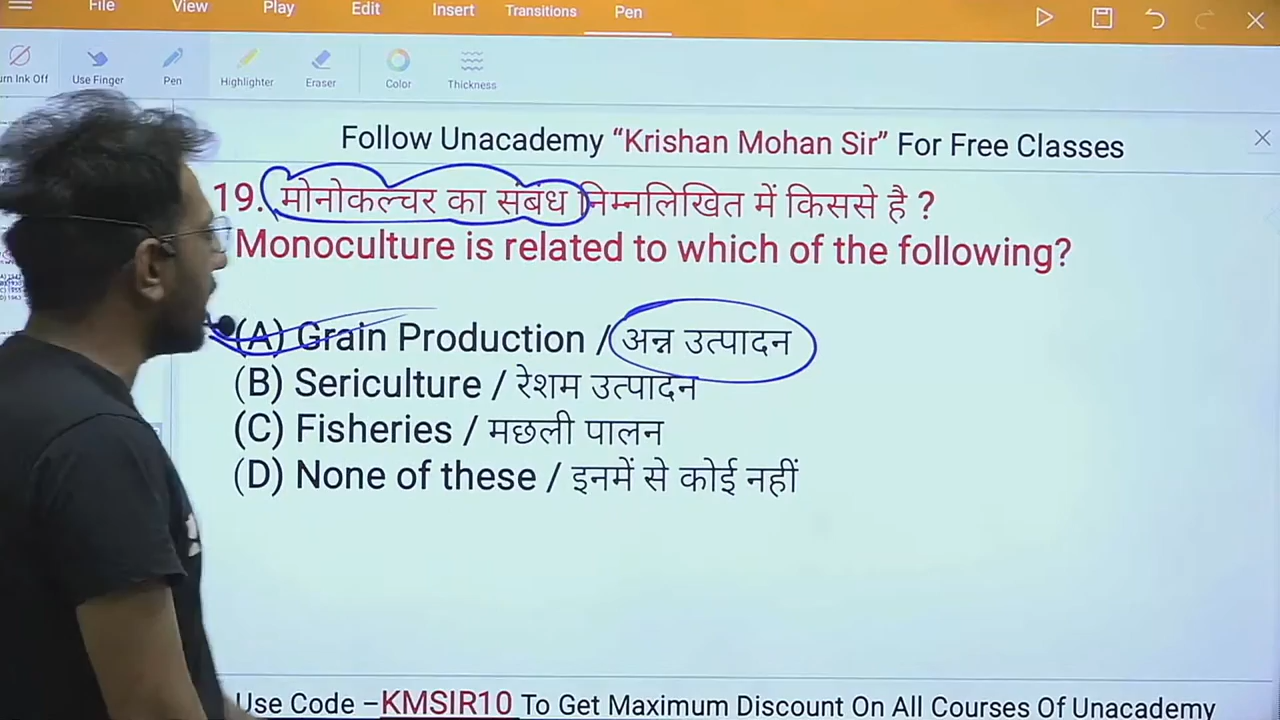 File View Play Edit Insert Transitions Pen
Use Finger Pen Highlighter Eraser Color Thickness
Follow Unacademy “Krishan Mohan Sir” For Free Classes
19. मोनोकल्चर का संबंध निम्नलिखित में किससे है ?
Monoculture is related to which of the following?
(A) Grain Production / अन्न उत्पादन
(B) Sericulture / रेशम उत्पादन
(C) Fisheries / मछली पालन
(D) None of these / इनमें से कोई नहीं
Use Code –KMSIR10 To Get Maximum Discount On All Courses Of Unacademy